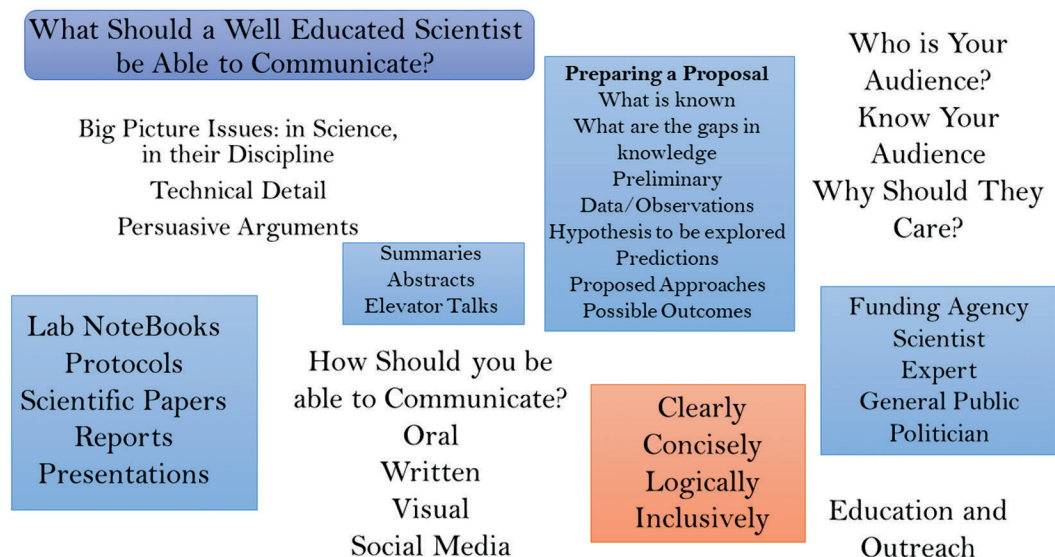 What Should a Well Educated Scientist
be Able to Communicate?
Big Picture Issues: in Science,
in their Discipline
Technical Detail
Persuasive Arguments
Summaries
Abstracts
Elevator Talks
Preparing a Proposal
What is known
What are the gaps in
knowledge
Preliminary
Data/Observations
Hypothesis to be explored
Predictions
Proposed Approaches
Possible Outcomes
Who is Your
Audience?
Know Your
Audience
Why Should They
Care?
Lab NoteBooks
Protocols
Scientific Papers
Reports
Presentations
How Should you be
able to Communicate?
Oral
Written
Visual
Social Media
Clearly
Concisely
Logically
Inclusively
Funding Agency
Scientist
Expert
General Public
Politician
Education and
Outreach